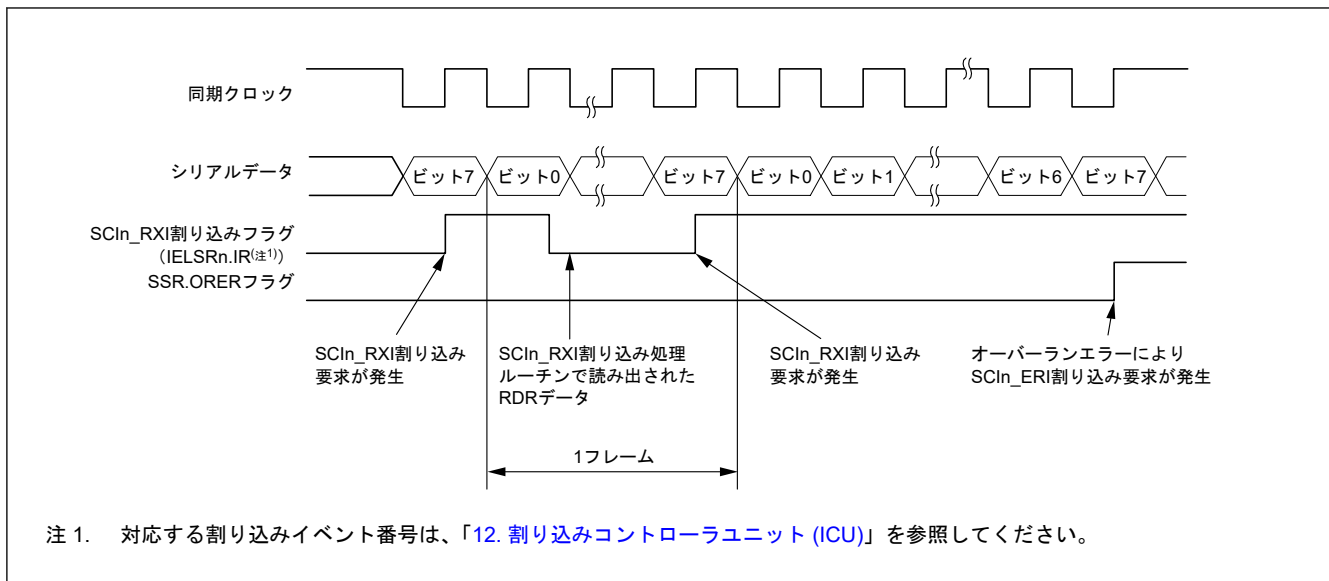 同期クロック
シリアルデータ
ビット7 ビット0 ビット7 ビット0 ビット1 ビット6 ビット7
SCIn_RXI割り込みフラグ
(IELSRn.IR(注1))
SSR.ORERフラグ
SCIn_RXI割り込み
要求が発生
SCIn_RXI割り込み処理
ルーチンで読み出された
RDRデータ
SCIn_RXI割り込み
要求が発生
オーバーランエラーにより
SCIn_ERI割り込み要求が発生
1フレーム
注 1. 対応する割り込みイベント番号は、「12. 割り込みコントローラユニット (ICU)」を参照してください。